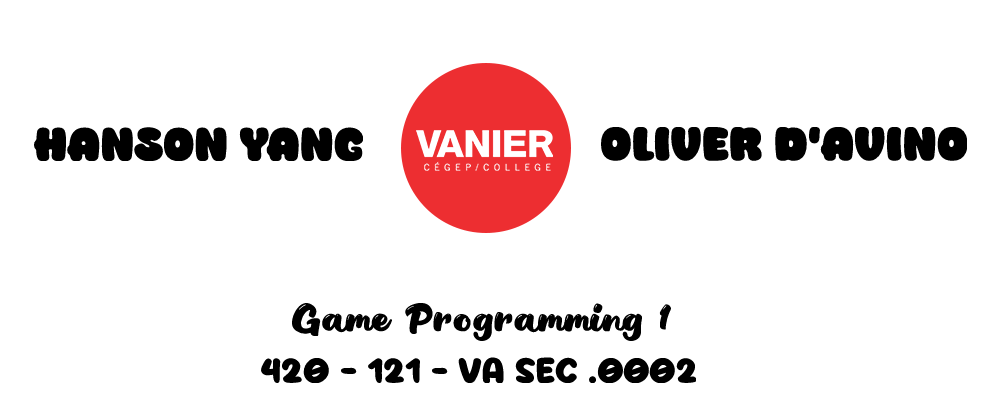 HANSON YANG
VANIER
CÉGEP/COLLEGE
OLIVER D'AVINO
Game Programming 1
420 - 121 - VA SEC .0002